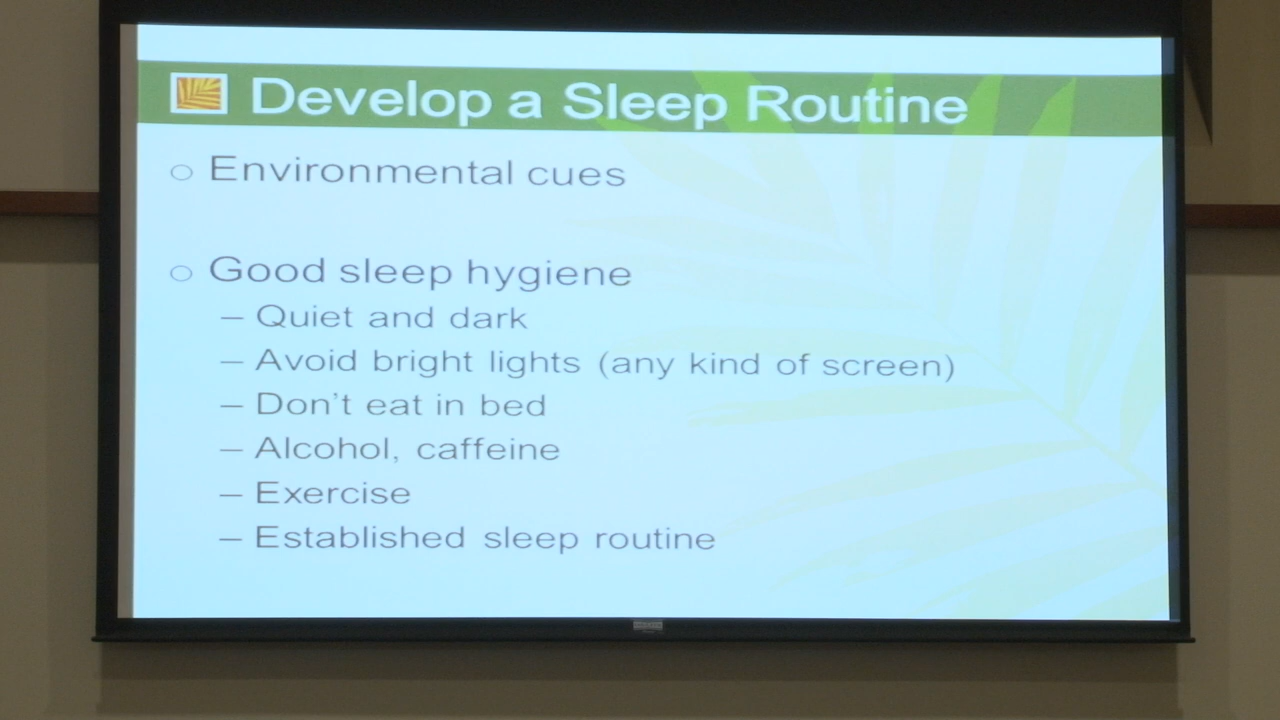 Develop a Sleep Routine
○ Environmental cues
○ Good sleep hygiene
– Quiet and dark
– Avoid bright lights (any kind of screen)
– Don't eat in bed
– Alcohol, caffeine
– Exercise
– Established sleep routine